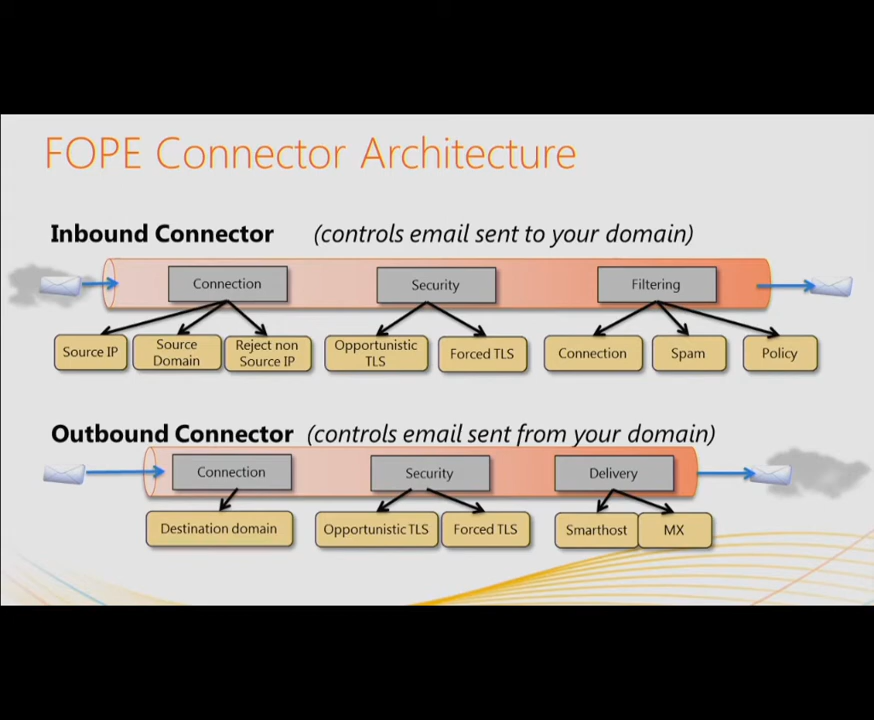 FOPE Connector Architecture
Inbound Connector (controls email sent to your domain)
Connection
Security
Filtering
Source IP
Source
Domain
Reject non
Source IP
Opportunistic
TLS
Forced TLS
Connection
Spam
Policy
Outbound Connector (controls email sent from your domain)
Connection
Security
Delivery
Destination domain
Opportunistic TLS
Forced TLS
Smarthost
MX